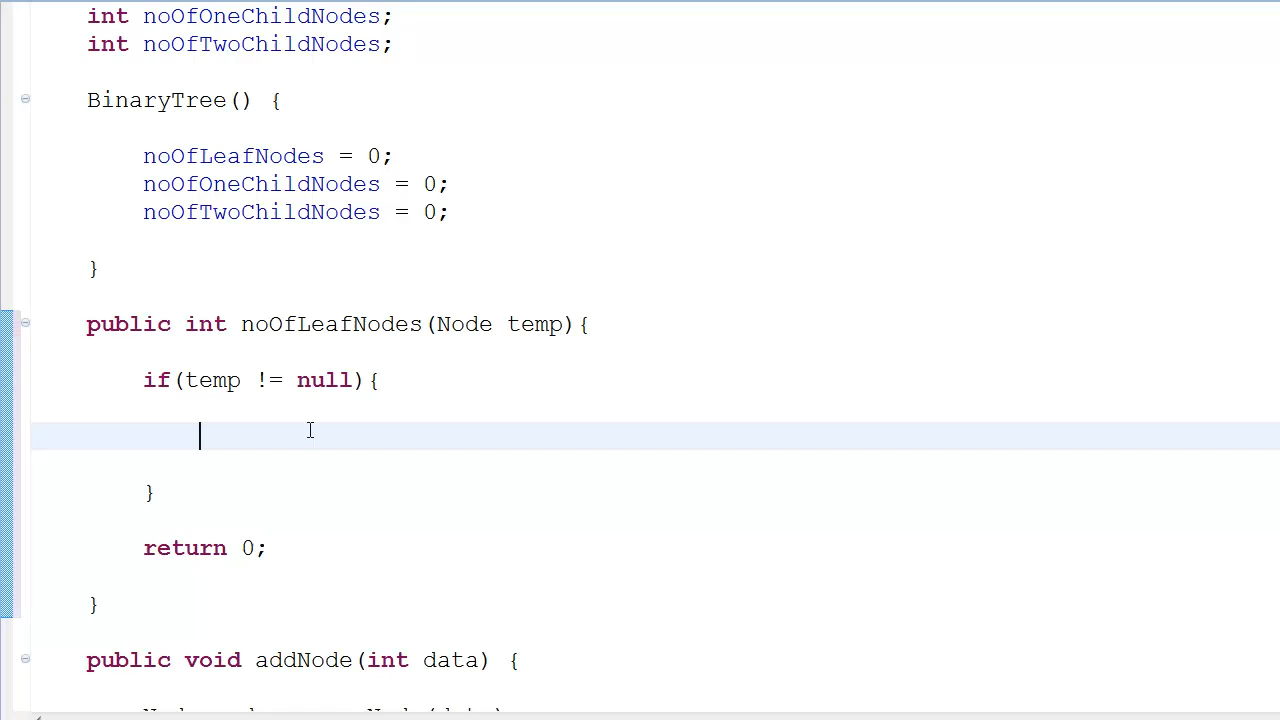 int noOfOneChildNodes;
int noOfTwoChildNodes;
BinaryTree() {
noOfLeafNodes = 0;
noOfOneChildNodes = 0;
noOfTwoChildNodes = 0;
}
public int noOfLeafNodes(Node temp){
if(temp != null){
}
return 0;
}
public void addNode(int data) {